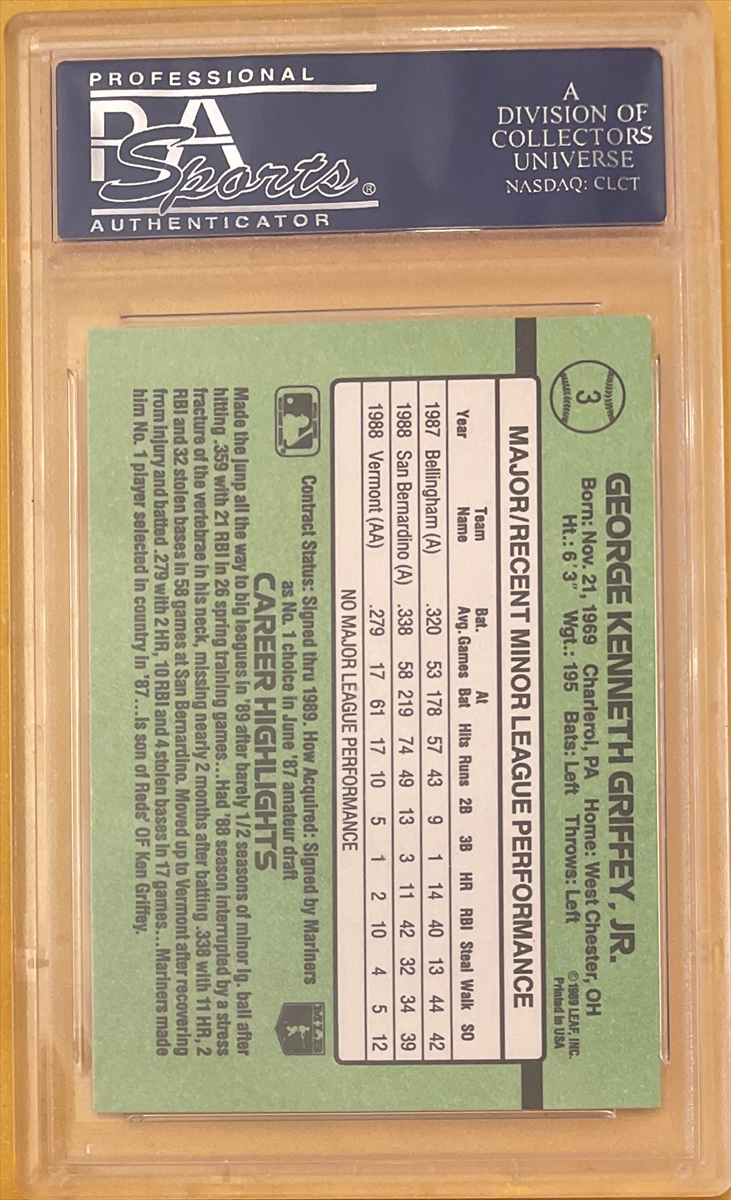 PROFESSIONAL
PSA
Sports®
AUTHENTICATOR
A
DIVISION OF
COLLECTORS
UNIVERSE
NASDAQ: CLCT
3
GEORGE KENNETH GRIFFEY, JR.
Born: Nov. 21, 1969 Charlerol, PA Home: West Chester, OH
Ht.: 6'3" Wgt.: 195 Bats: Left Throws: Left
©1989 LEAF, INC.
Printed in USA
MAJOR/RECENT MINOR LEAGUE PERFORMANCE
Year Team Name Bat. Avg. Games At Bat Hits Runs 2B 3B HR RBI Steal Walk SO
1987 Bellingham (A) .320 53 178 57 43 9 1 14 40 13 44 42
1988 San Bernardino (A) .338 58 219 74 49 13 3 11 42 32 34 39
1988 Vermont (AA) .279 17 61 17 10 5 1 2 10 4 5 12
NO MAJOR LEAGUE PERFORMANCE
Contract Status: Signed thru 1989. How Acquired: Signed by Mariners
as No. 1 choice in June '87 amateur draft
CAREER HIGHLIGHTS
Made the jump all the way to big leagues in '89 after barely 1/2 seasons of minor lg. ball after
hitting .359 with 21 RBI in 26 spring training games...Had '88 season interrupted by a stress
fracture of the vertebrae in his neck, missing nearly 2 months after batting .338 with 11 HR, 2
RBI and 32 stolen bases in 58 games at San Bernardino. Moved up to Vermont after recovering
from injury and batted .279 with 2 HR, 10 RBI and 4 stolen bases in 17 games...Mariners made
him No. 1 player selected in country in '87...Is son of Reds' OF Ken Griffey.
MLB